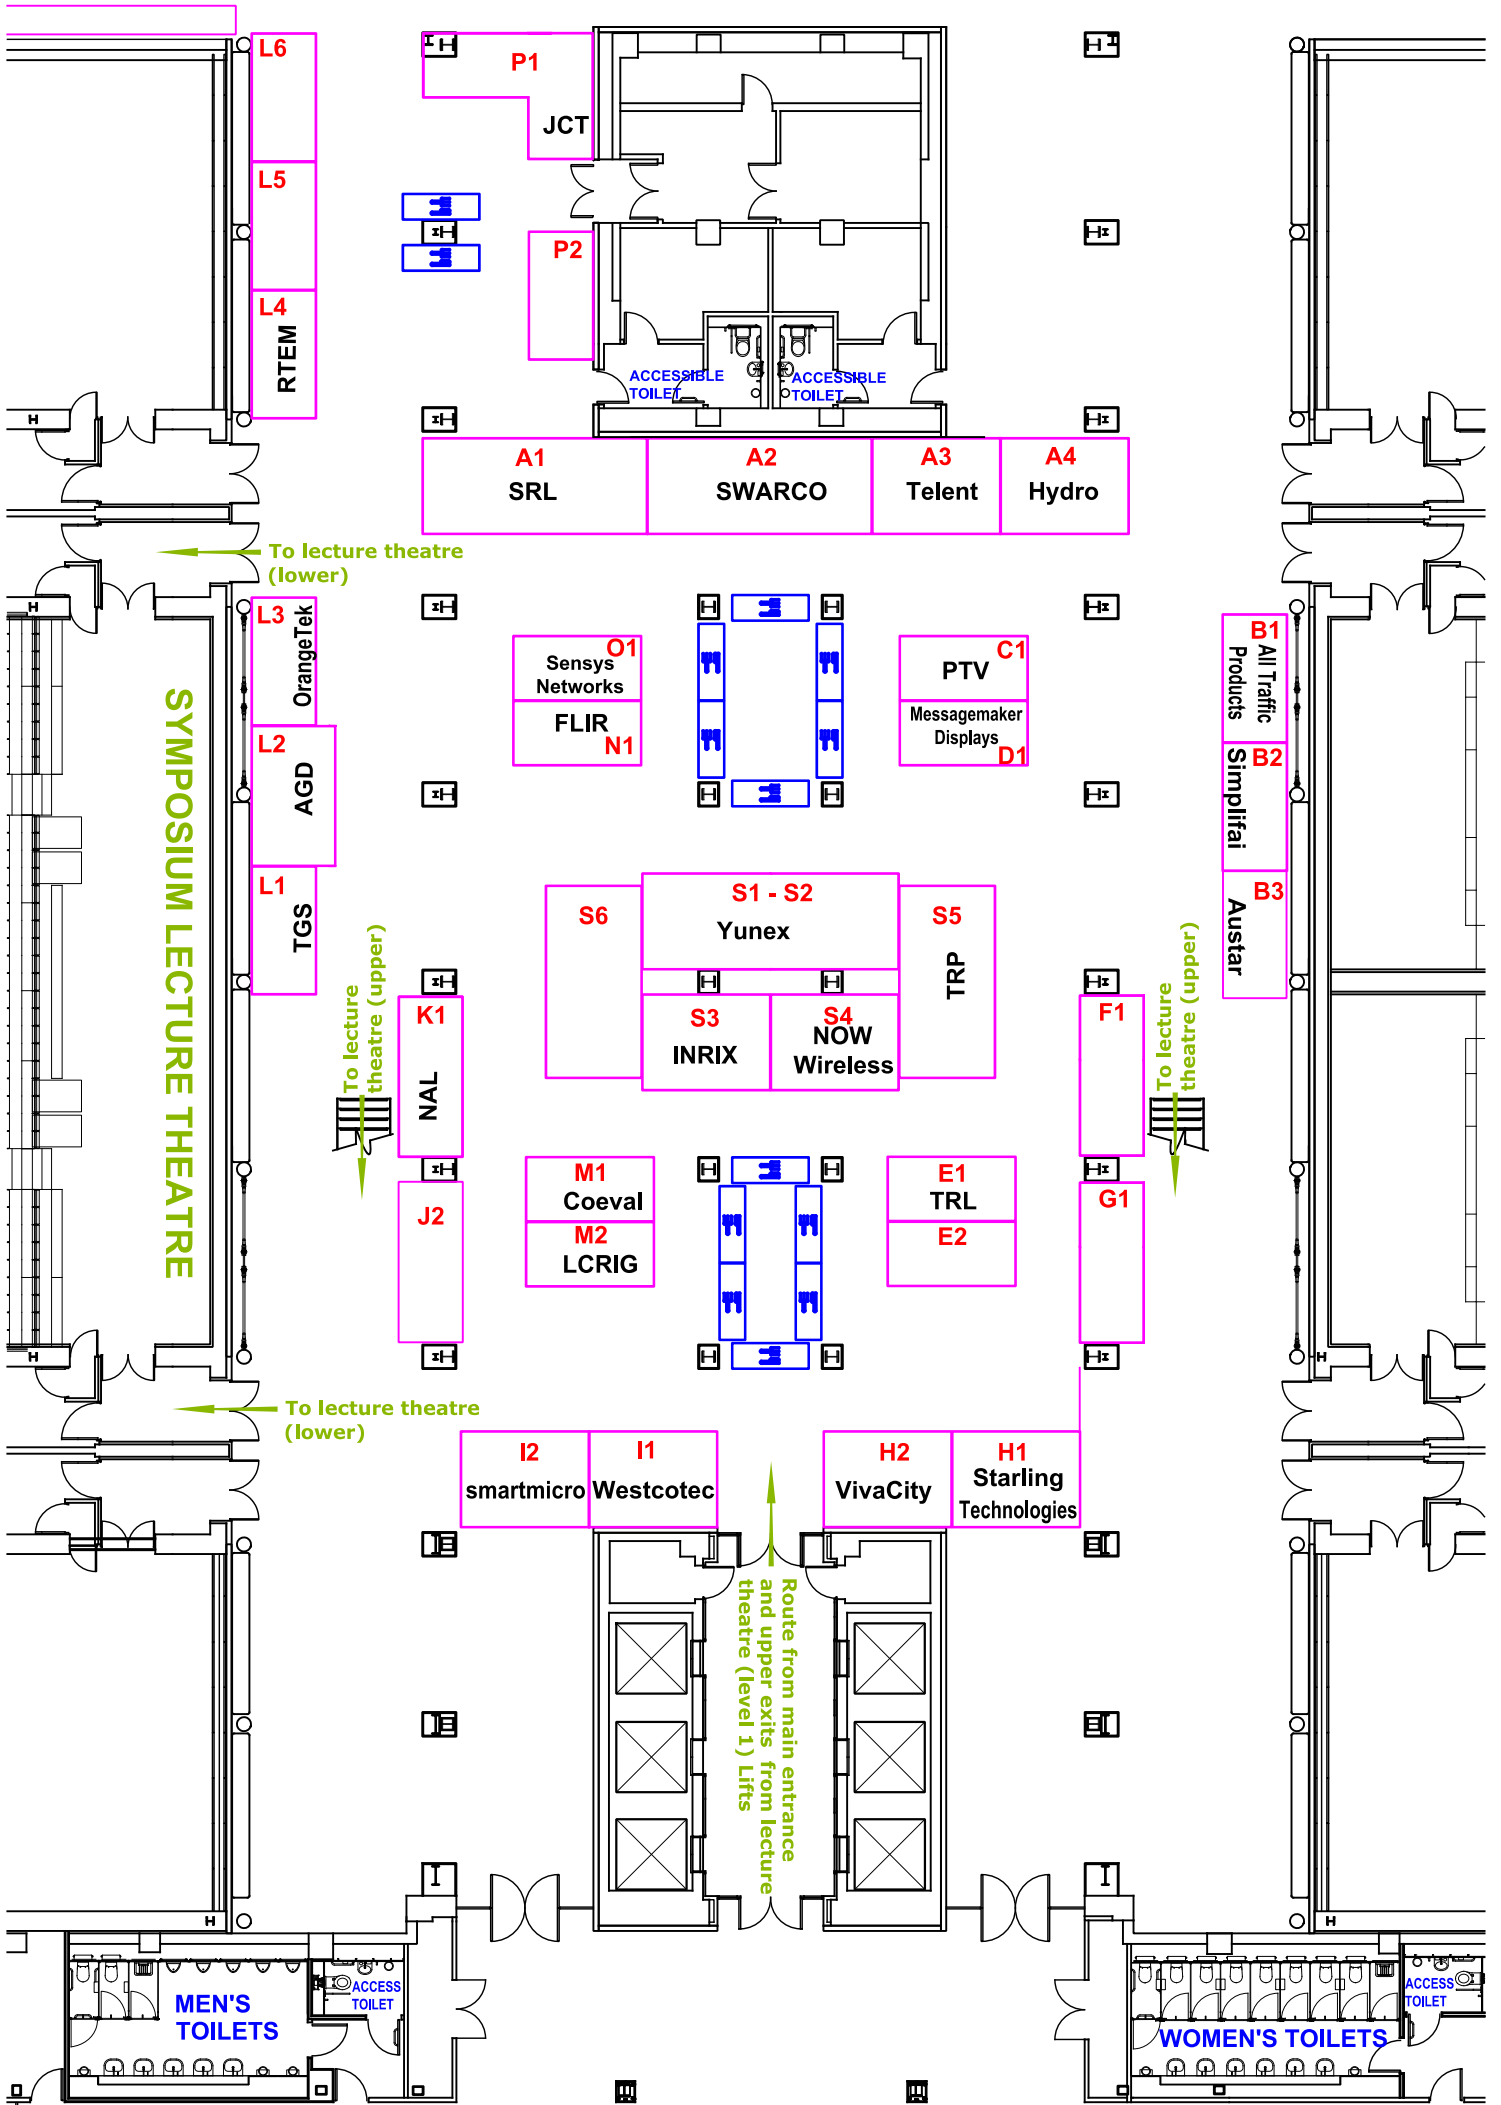 L6
P1
JCT
L5
P2
L4
RTEM
ACCESSIBLE
TOILET
ACCESSIBLE
TOILET
A1
SRL
A2
SWARCO
A3
Telent
A4
Hydro
To lecture theatre
(lower)
L3
OrangeTek
O1
Sensys
Networks
FLIR
N1
C1
PTV
Messagemaker
Displays
D1
B1
All Traffic
Products
B2
Simplifai
B3
Austar
SYMPOSIUM LECTURE THEATRE
L2
AGD
L1
TGS
S1 - S2
Yunex
S6
S5
TRP
S3
INRIX
S4
NOW
Wireless
To lecture
theatre (upper)
K1
NAL
F1
To lecture
theatre (upper)
J2
M1
Coeval
M2
LCRIG
E1
TRL
E2
G1
To lecture theatre
(lower)
I2
smartmicro
I1
Westcotec
H2
VivaCity
H1
Starling
Technologies
Route from main entrance
and upper exits from lecture
theatre (level 1) Lifts
MEN'S
TOILETS
ACCESS
TOILET
WOMEN'S TOILETS
ACCESS
TOILET